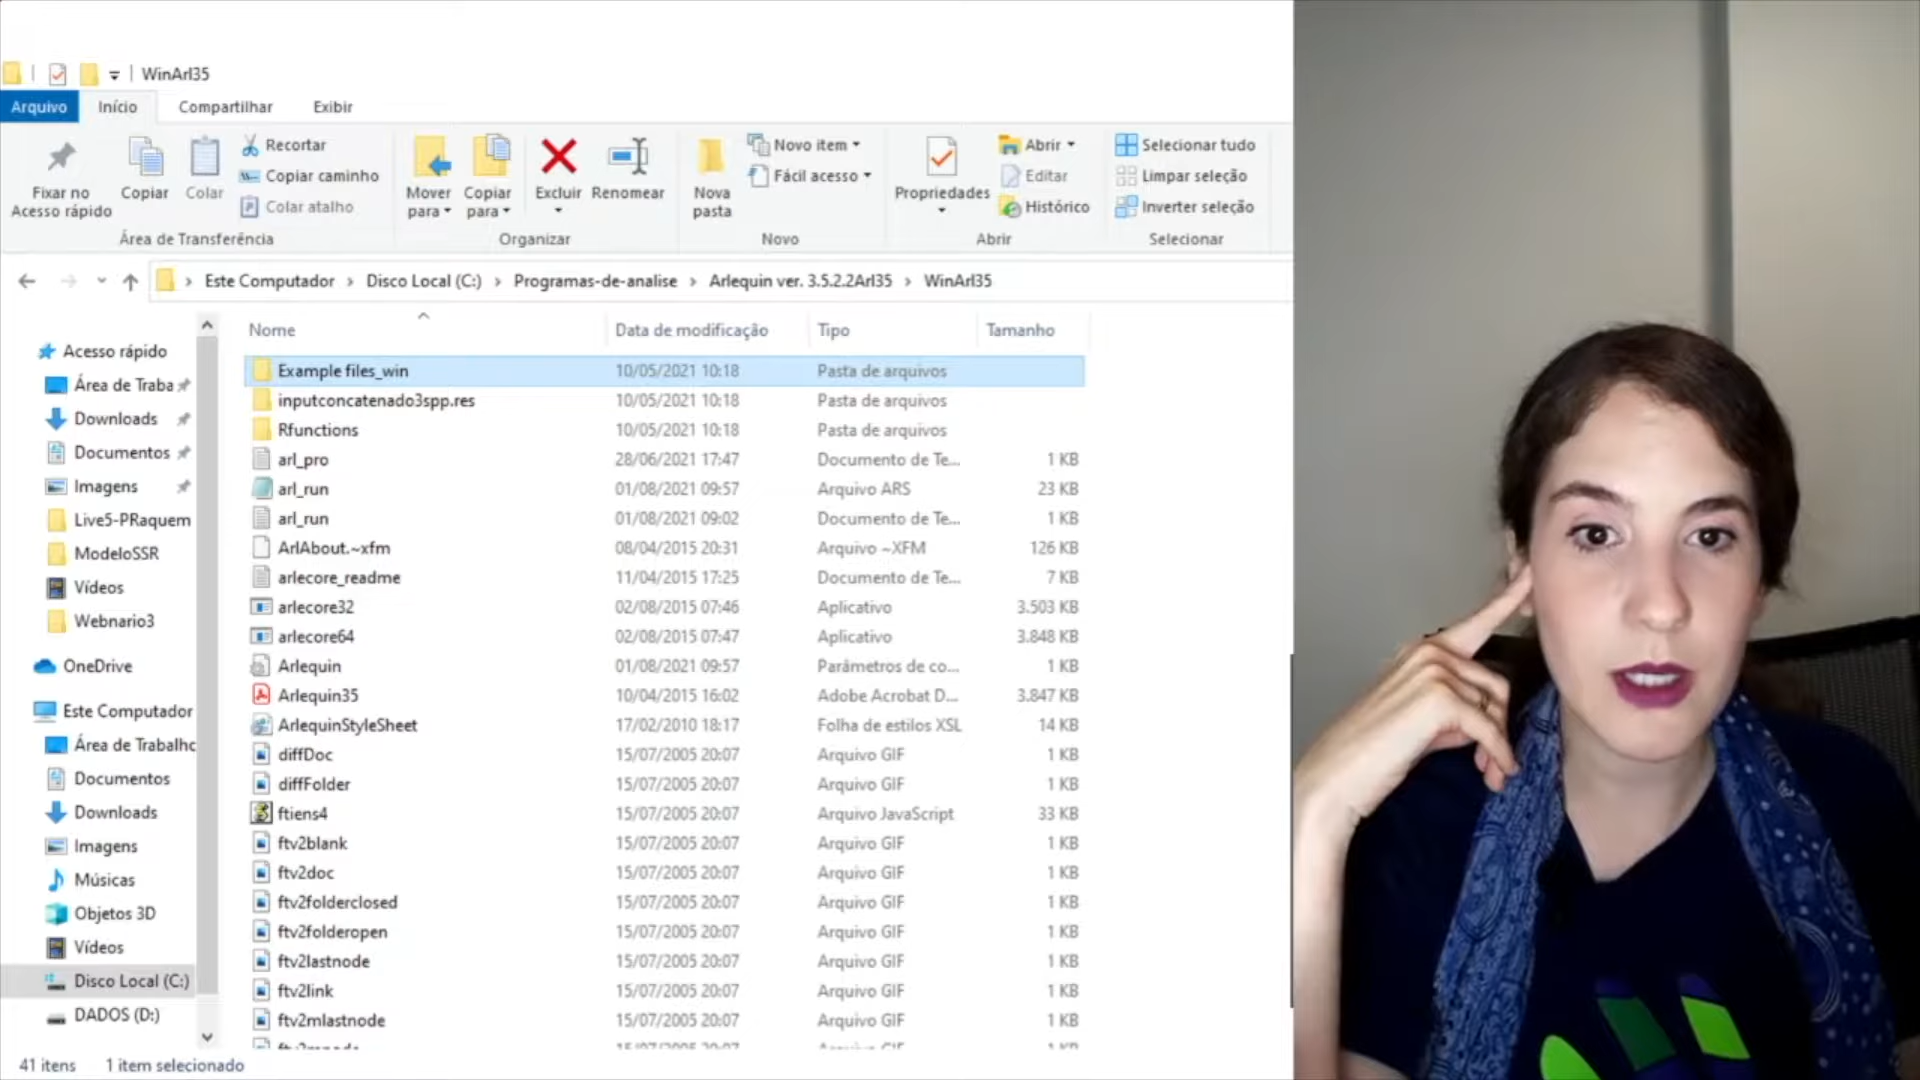 WinArl35
Arquivo Início Compartilhar Exibir
Fixar no Acesso rápido
Copiar
Colar
Recortar
Copiar caminho
Colar atalho
Área de Transferência
Mover para
Copiar para
Excluir
Renomear
Organizar
Nova pasta
Novo item
Fácil acesso
Novo
Propriedades
Abrir
Editar
Histórico
Abrir
Selecionar tudo
Limpar seleção
Inverter seleção
Selecionar
Este Computador > Disco Local (C:) > Programas-de-analise > Arlequin ver. 3.5.2.2Arl35 > WinArl35
Acesso rápido
Área de Traba
Downloads
Documentos
Imagens
Live5-PRaquem
ModeloSSR
Vídeos
Webnario3
OneDrive
Este Computador
Área de Trabalhc
Documentos
Downloads
Imagens
Músicas
Objetos 3D
Vídeos
Disco Local (C:)
DADOS (D:)
Nome Data de modificação Tipo Tamanho
Example files_win 10/05/2021 10:18 Pasta de arquivos
inputconcatenado3spp.res 10/05/2021 10:18 Pasta de arquivos
Rfunctions 10/05/2021 10:18 Pasta de arquivos
arl_pro 28/06/2021 17:47 Documento de Te... 1 KB
arl_run 01/08/2021 09:57 Arquivo ARS 23 KB
arl_run 01/08/2021 09:02 Documento de Te... 1 KB
ArlAbout.~xfm 08/04/2015 20:31 Arquivo ~XFM 126 KB
arlecore_readme 11/04/2015 17:25 Documento de Te... 7 KB
arlecore32 02/08/2015 07:46 Aplicativo 3.503 KB
arlecore64 02/08/2015 07:47 Aplicativo 3.848 KB
Arlequin 01/08/2021 09:57 Parâmetros de co... 1 KB
Arlequin35 10/04/2015 16:02 Adobe Acrobat D... 3.847 KB
ArlequinStyleSheet 17/02/2010 18:17 Folha de estilos XSL 14 KB
diffDoc 15/07/2005 20:07 Arquivo GIF 1 KB
diffFolder 15/07/2005 20:07 Arquivo GIF 1 KB
ftiens4 15/07/2005 20:07 Arquivo JavaScript 33 KB
ftv2blank 15/07/2005 20:07 Arquivo GIF 1 KB
ftv2doc 15/07/2005 20:07 Arquivo GIF 1 KB
ftv2folderclosed 15/07/2005 20:07 Arquivo GIF 1 KB
ftv2folderopen 15/07/2005 20:07 Arquivo GIF 1 KB
ftv2lastnode 15/07/2005 20:07 Arquivo GIF 1 KB
ftv2link 15/07/2005 20:07 Arquivo GIF 1 KB
ftv2mlastnode 15/07/2005 20:07 Arquivo GIF 1 KB
41 itens 1 item selecionado